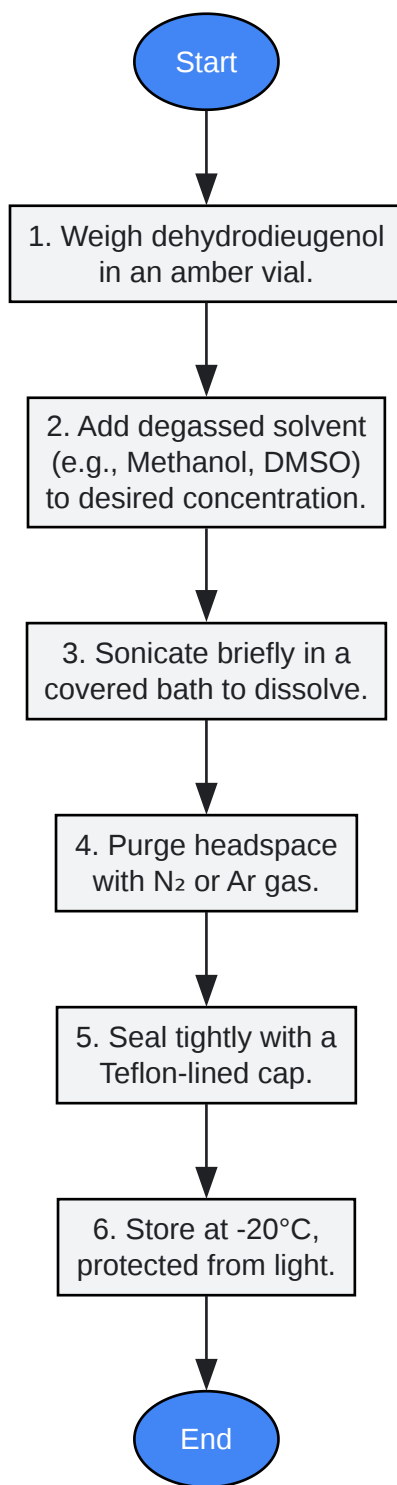 Start
1. Weigh dehydrodieugenol
in an amber vial.
2. Add degassed solvent
(e.g., Methanol, DMSO)
to desired concentration.
3. Sonicate briefly in a
covered bath to dissolve.
4. Purge headspace
with N₂ or Ar gas.
5. Seal tightly with a
Teflon-lined cap.
6. Store at -20°C,
protected from light.
End